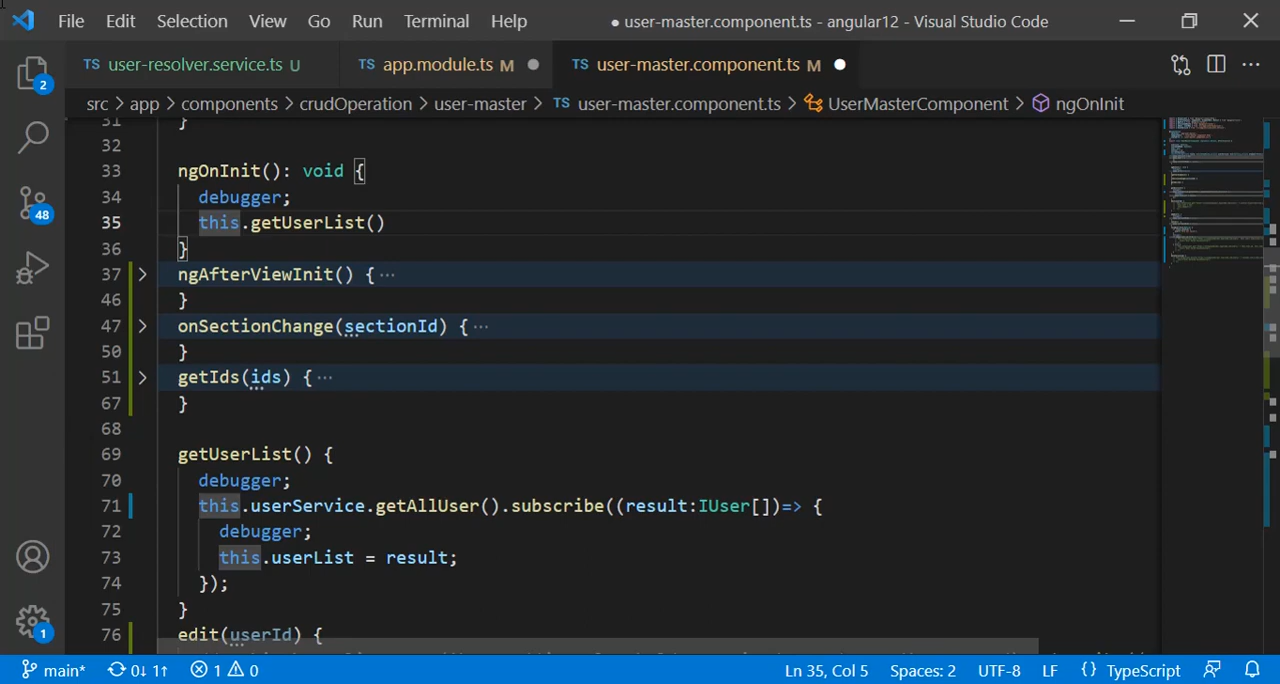 File Edit Selection View Go Run Terminal Help ● user-master.component.ts - angular12 - Visual Studio Code
TS user-resolver.service.ts U TS app.module.ts M TS user-master.component.ts M
src > app > components > crudOperation > user-master > TS user-master.component.ts > UserMasterComponent > ngOnInit
2
48
1
31 }
32
33 ngOnInit(): void {
34 debugger;
35 this.getUserList()
36 }
37 ngAfterViewInit() { ···
46 }
47 onSectionChange(sectionId) { ···
50 }
51 getIds(ids) { ···
67 }
68
69 getUserList() {
70 debugger;
71 this.userService.getAllUser().subscribe((result:IUser[])=> {
72 debugger;
73 this.userList = result;
74 });
75 }
76 edit(userId) {
main* 0↓ 1↑ 1 0 Ln 35, Col 5 Spaces: 2 UTF-8 LF {} TypeScript